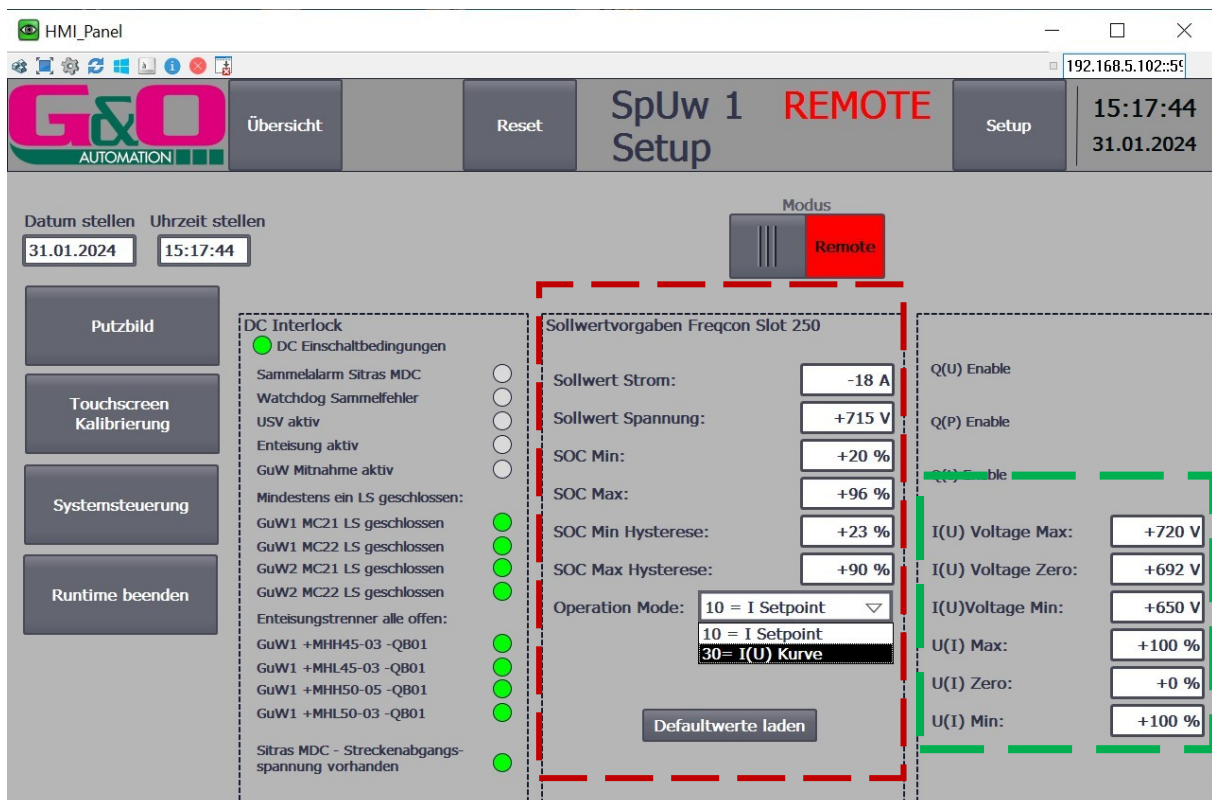 HMI_Panel
192.168.5.102::59
G&O
AUTOMATION
Übersicht
Reset
SpUw 1 REMOTE
Setup
Setup
15:17:44
31.01.2024
Datum stellen Uhrzeit stellen
31.01.2024 15:17:44
Modus
Remote
Putzbild
Touchscreen
Kalibrierung
Systemsteuerung
Runtime beenden
DC Interlock
DC Einschaltbedingungen
Sammelalarm Sitras MDC
Watchdog Sammelfehler
USV aktiv
Enteisung aktiv
GuW Mitnahme aktiv
Mindestens ein LS geschlossen:
GuW1 MC21 LS geschlossen
GuW1 MC22 LS geschlossen
GuW2 MC21 LS geschlossen
GuW2 MC22 LS geschlossen
Enteisungstrenner alle offen:
GuW1 +MHH45-03 -QB01
GuW1 +MHL45-03 -QB01
GuW1 +MHH50-05 -QB01
GuW1 +MHL50-03 -QB01
Sitras MDC - Streckenabgangs-
spannung vorhanden
Sollwertvorgaben Freqcon Slot 250
Sollwert Strom: -18 A
Sollwert Spannung: +715 V
SOC Min: +20 %
SOC Max: +96 %
SOC Min Hysterese: +23 %
SOC Max Hysterese: +90 %
Operation Mode: 10 = I Setpoint
10 = I Setpoint
30= I(U) Kurve
Defaultwerte laden
Q(U) Enable
Q(P) Enable
Enable
I(U) Voltage Max: +720 V
I(U) Voltage Zero: +692 V
I(U)Voltage Min: +650 V
U(I) Max: +100 %
U(I) Zero: +0 %
U(I) Min: +100 %